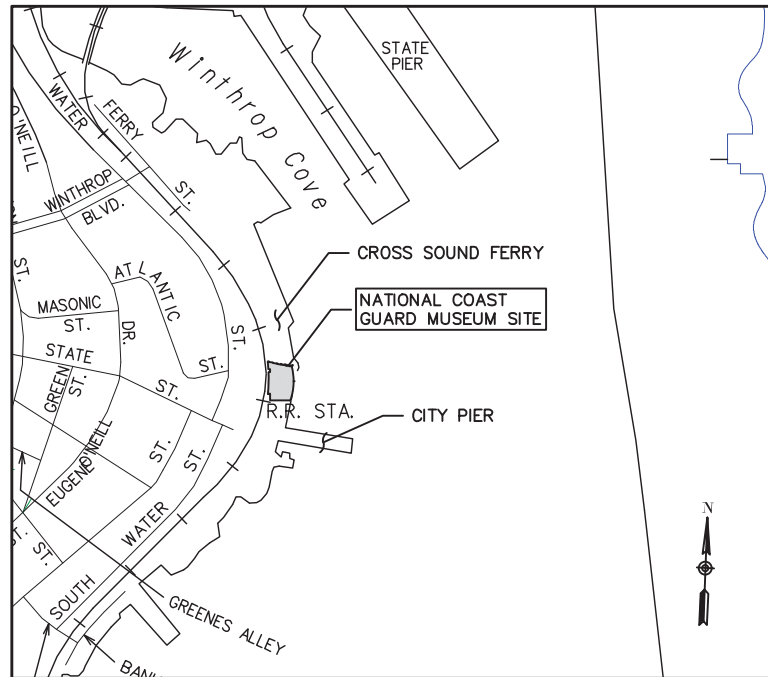 STATE
PIER
Winthrop Cove
WATER
FERRY
ST.
O'NEILL
WINTHROP
BLVD.
ST.
ATLANTIC
ST.
MASONIC
ST.
DR.
ST.
STATE
ST.
GREEN
ST.
EUGENE
O'NEILL
ST.
ST.
WATER
SOUTH
ST.
ST.
CROSS SOUND FERRY
NATIONAL COAST
GUARD MUSEUM SITE
R.R. STA.
CITY PIER
GREENES ALLEY
N